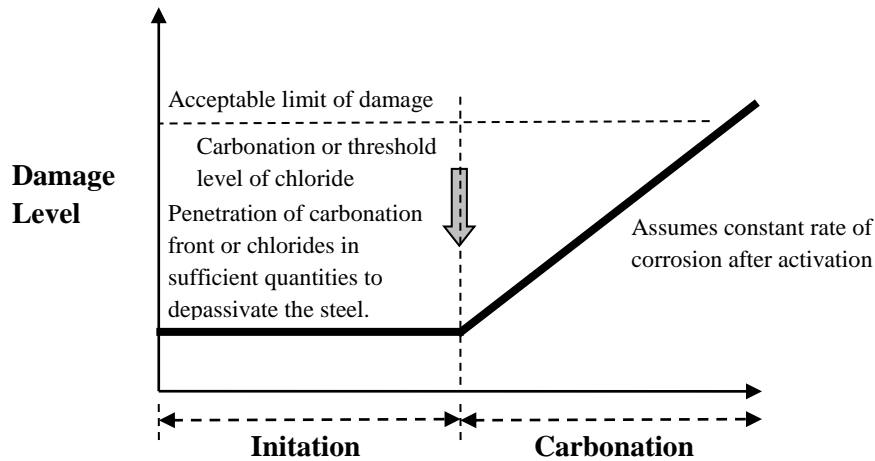 Acceptable limit of damage
Carbonation or threshold
level of chloride
Damage
Level
Penetration of carbonation
front or chlorides in
sufficient quantities to
depassivate the steel.
Assumes constant rate of
corrosion after activation
Initation
Carbonation